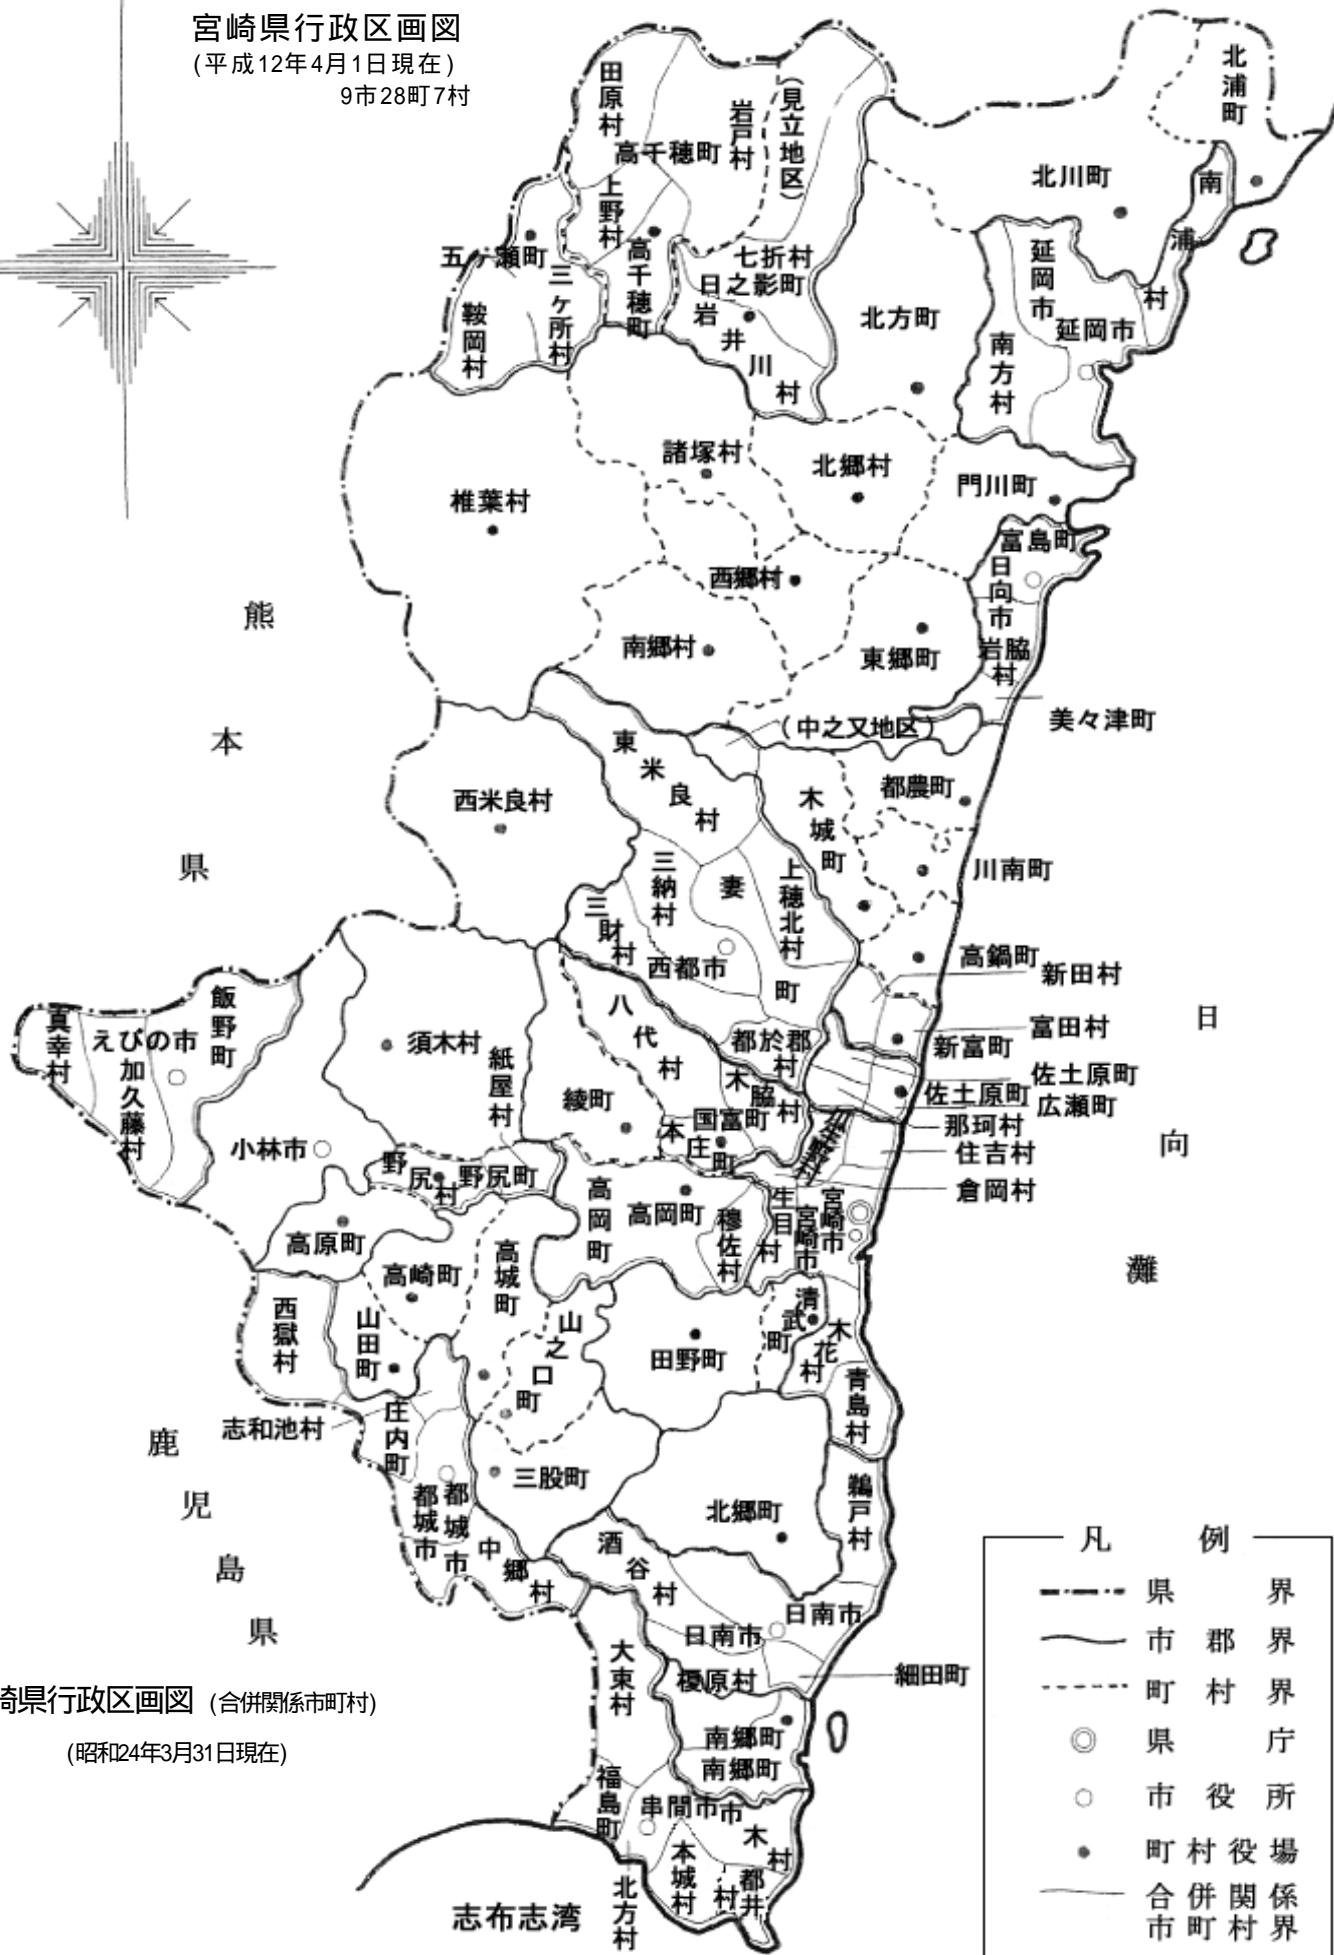 宮崎県行政区画図
(平成12年4月1日現在)
9市28町7村
北浦町
田原村
岩戸村
(見立地区)
高千穂町
上野村
北川町
南浦村
五ヶ瀬町
高千穂町
七折村
日之影町
延岡市
三ヶ所村
鞍岡村
岩井川村
北方町
延岡市
南方村
諸塚村
北郷村
門川町
椎葉村
富島町
西郷村
日向市
熊本県
南郷村
東郷町
岩脇村
美々津町
(中之又地区)
東米良村
西米良村
木城町
都農町
三納村
妻町
上穂北村
川南町
三財村
西都市
高鍋町
新田村
飯野町
真幸村
えびの市
加久藤村
須木村
紙屋村
八代村
都於郡村
日向灘
富田村
新富町
綾町
木脇村
国富町
本庄町
佐土原町
佐土原町
広瀬町
那珂村
瓜生野村
住吉村
小林市
野尻村
野尻町
倉岡村
高岡町
高岡町
穆佐村
生目村
宮崎市
宮崎市
高原町
高崎町
高城町
西嶽村
山田町
山之口町
田野町
清武町
木花村
青島村
志和池村
庄内町
鹿児島県
三股町
都城市
都城市
中郷村
北郷町
鵜戸村
酒谷村
日南市
日南市
大束村
榎原村
細田町
南郷町
南郷町
福島町
串間市
市木村
本城村
都井村
北方村
志布志湾
崎県行政区画図 (合併関係市町村)
(昭和24年3月31日現在)
凡例
県界
市郡界
町村界
県庁
市役所
町村役場
合併関係
市町村界